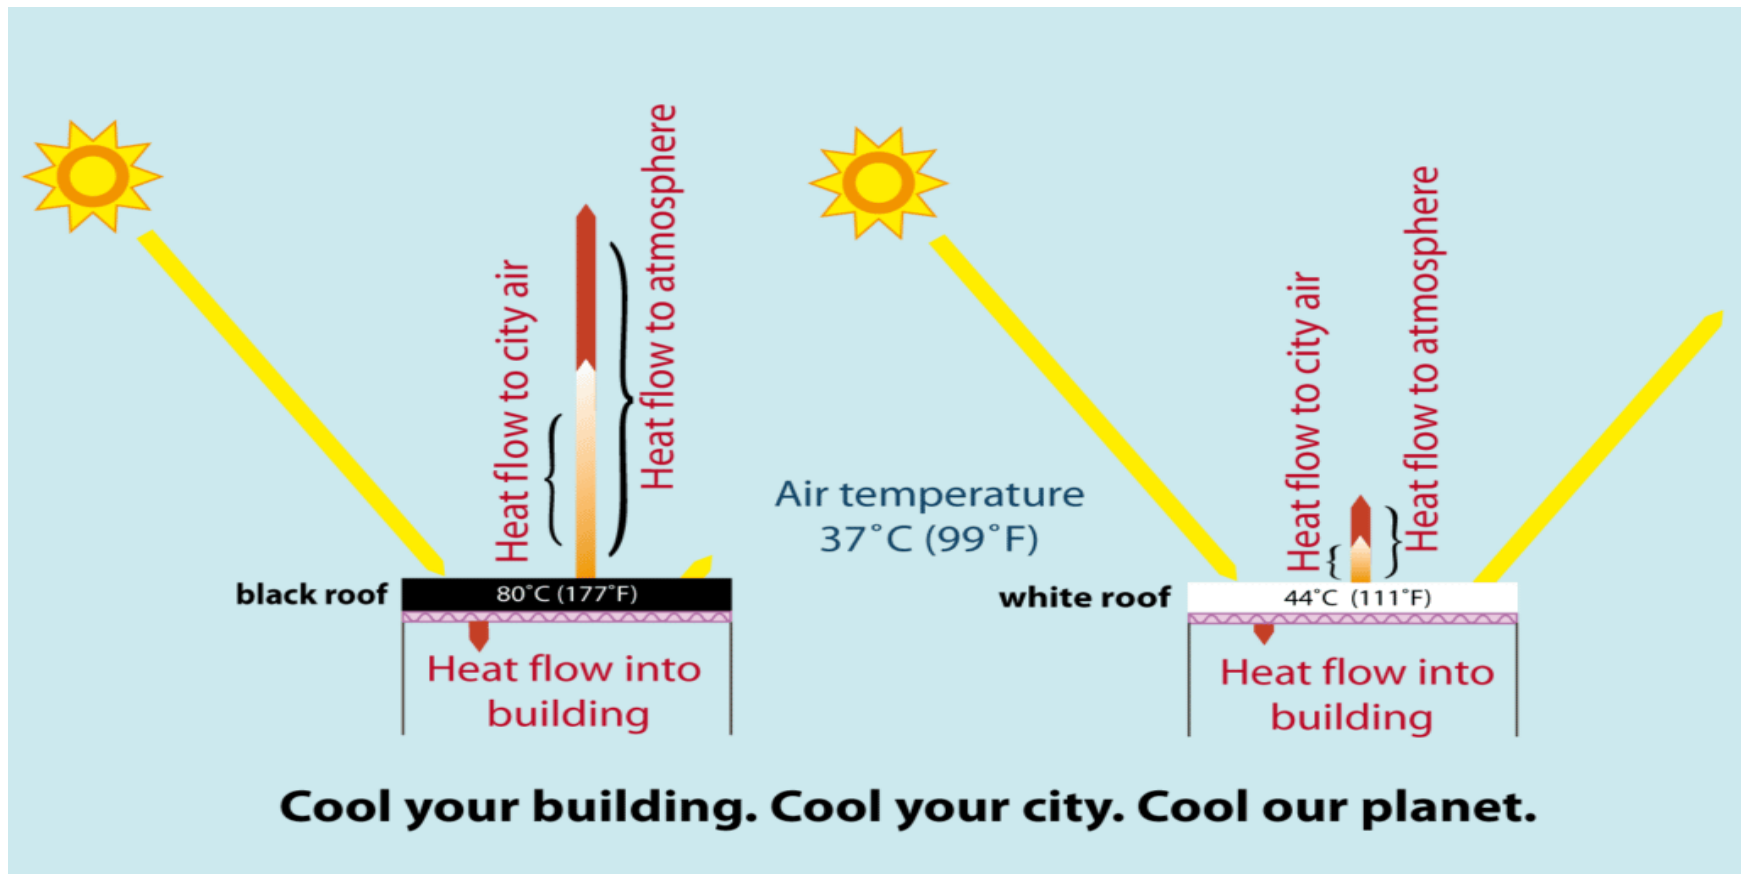 Heat flow to city air
Heat flow to atmosphere
black roof
80˚C (177˚F)
Heat flow into
building
Air temperature
37˚C (99˚F)
Heat flow to city air
Heat flow to atmosphere
white roof
44˚C (111˚F)
Heat flow into
building
Cool your building. Cool your city. Cool our planet.